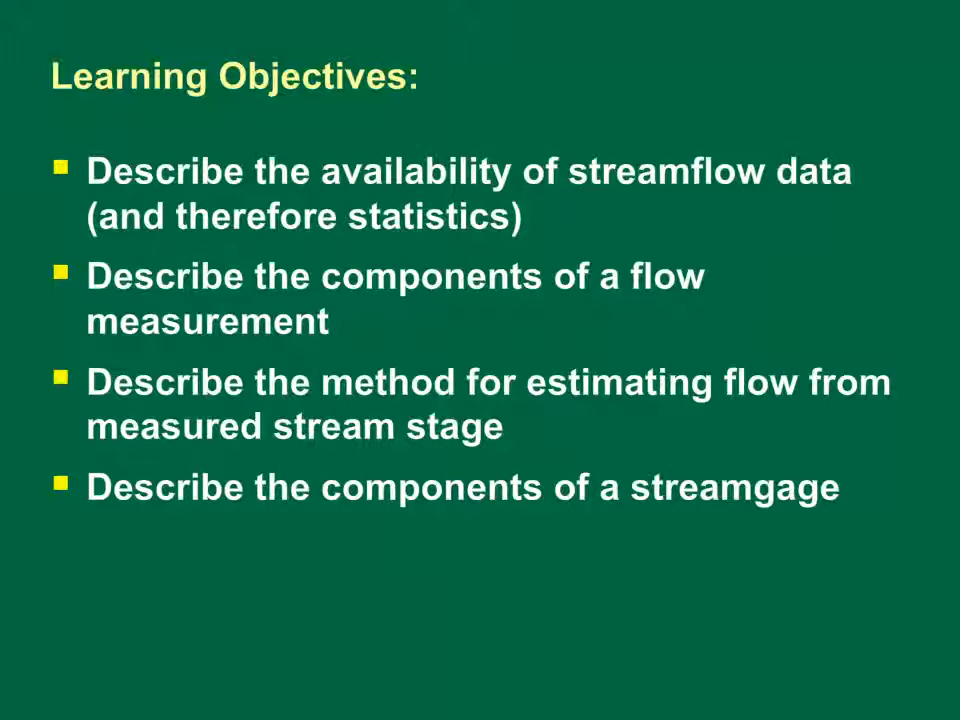 Learning Objectives:
Describe the availability of streamflow data
(and therefore statistics)
Describe the components of a flow
measurement
Describe the method for estimating flow from
measured stream stage
Describe the components of a streamgage